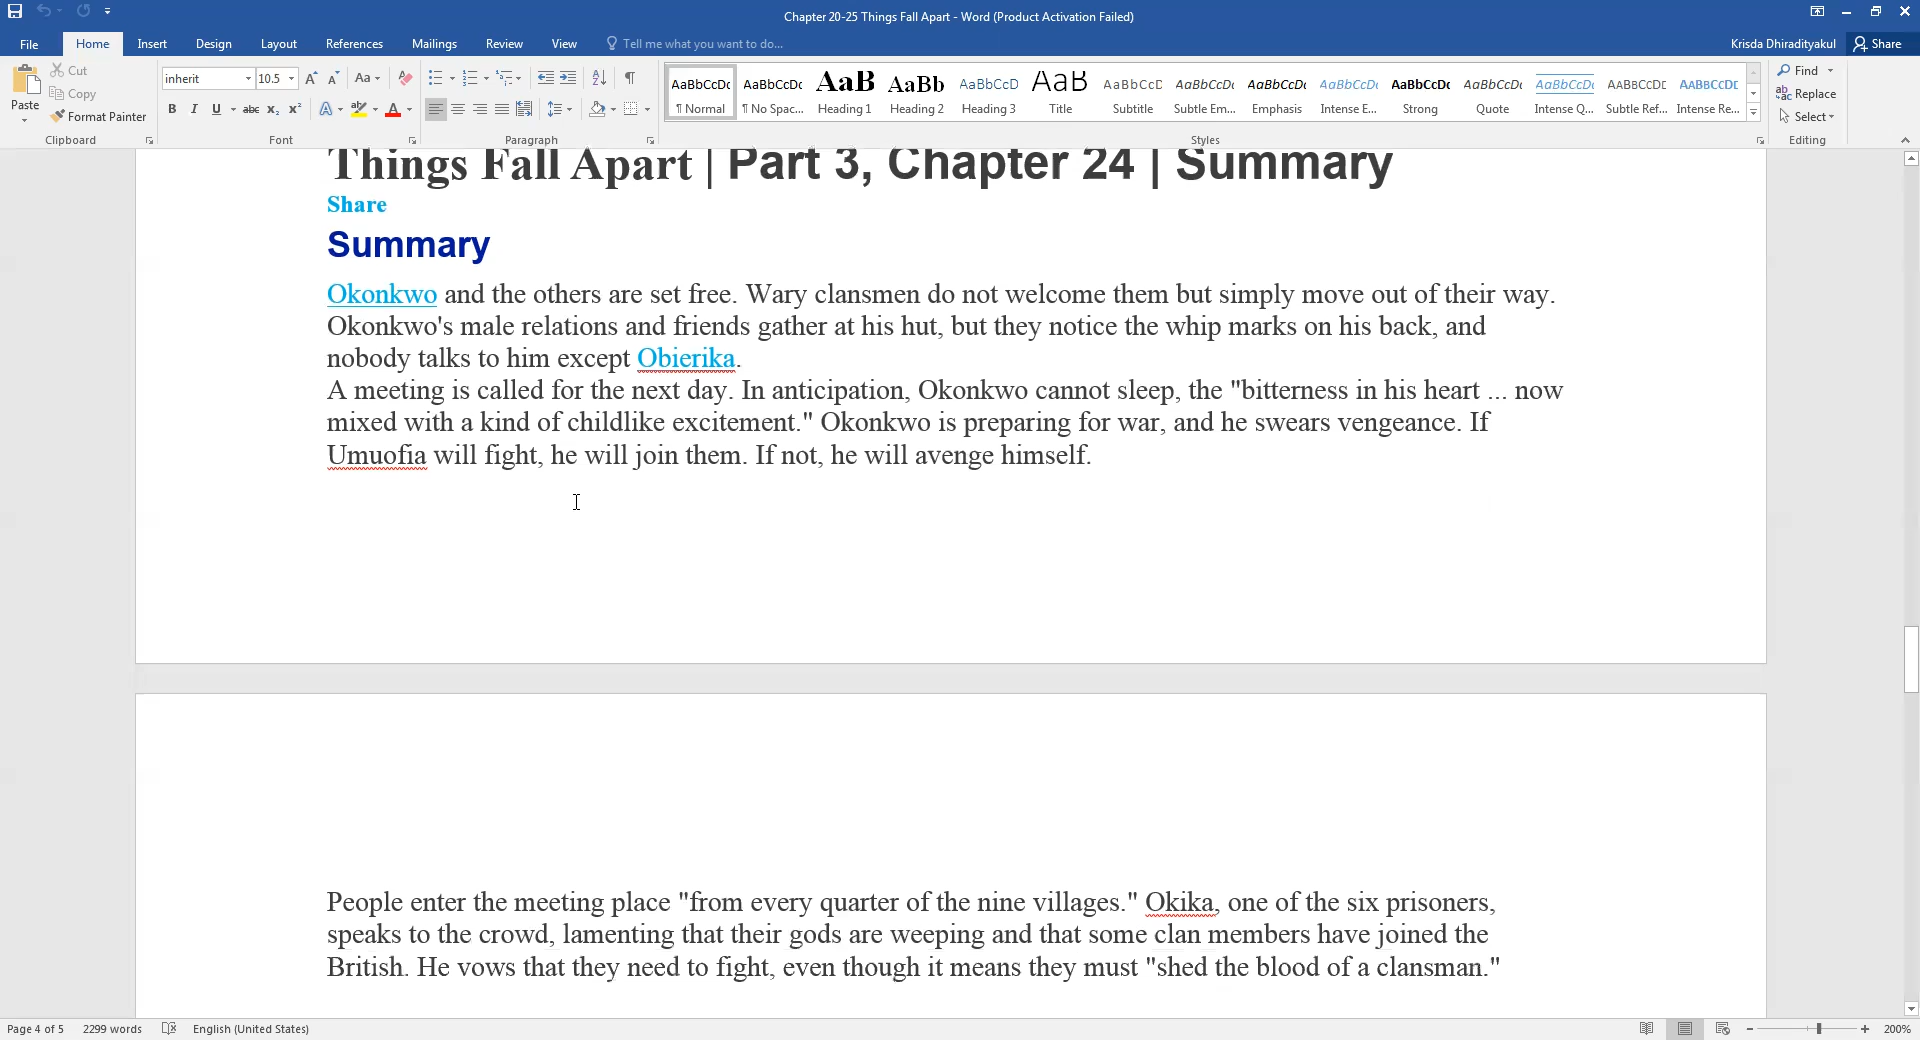 Chapter 20-25 Things Fall Apart - Word (Product Activation Failed)
File Home Insert Design Layout References Mailings Review View Tell me what you want to do... Krisda Dhiradityakul Share
Paste Cut Copy Format Painter
inherit 10.5 Aa
B I U abc x₂ x² A A
AaBbCcDc AaBbCcDc AaB AaBb AaBbCcD AaB AaBbCcD AaBbCcDc AaBbCcDc AaBbCcDc AaBbCcDc AaBbCcDc AaBbCcDc AABBCCDE AABBCCDE
¶ Normal ¶ No Spac... Heading 1 Heading 2 Heading 3 Title Subtitle Subtle Em... Emphasis Intense E... Strong Quote Intense Q... Subtle Ref... Intense Re...
Find Replace Select
Clipboard Font Paragraph Styles Editing
Things Fall Apart | Part 3, Chapter 24 | Summary
Share
Summary
Okonkwo and the others are set free. Wary clansmen do not welcome them but simply move out of their way.
Okonkwo's male relations and friends gather at his hut, but they notice the whip marks on his back, and
nobody talks to him except Obierika.
A meeting is called for the next day. In anticipation, Okonkwo cannot sleep, the "bitterness in his heart ... now
mixed with a kind of childlike excitement." Okonkwo is preparing for war, and he swears vengeance. If
Umuofia will fight, he will join them. If not, he will avenge himself.
People enter the meeting place "from every quarter of the nine villages." Okika, one of the six prisoners,
speaks to the crowd, lamenting that their gods are weeping and that some clan members have joined the
British. He vows that they need to fight, even though it means they must "shed the blood of a clansman."
Page 4 of 5 2299 words English (United States) 200%